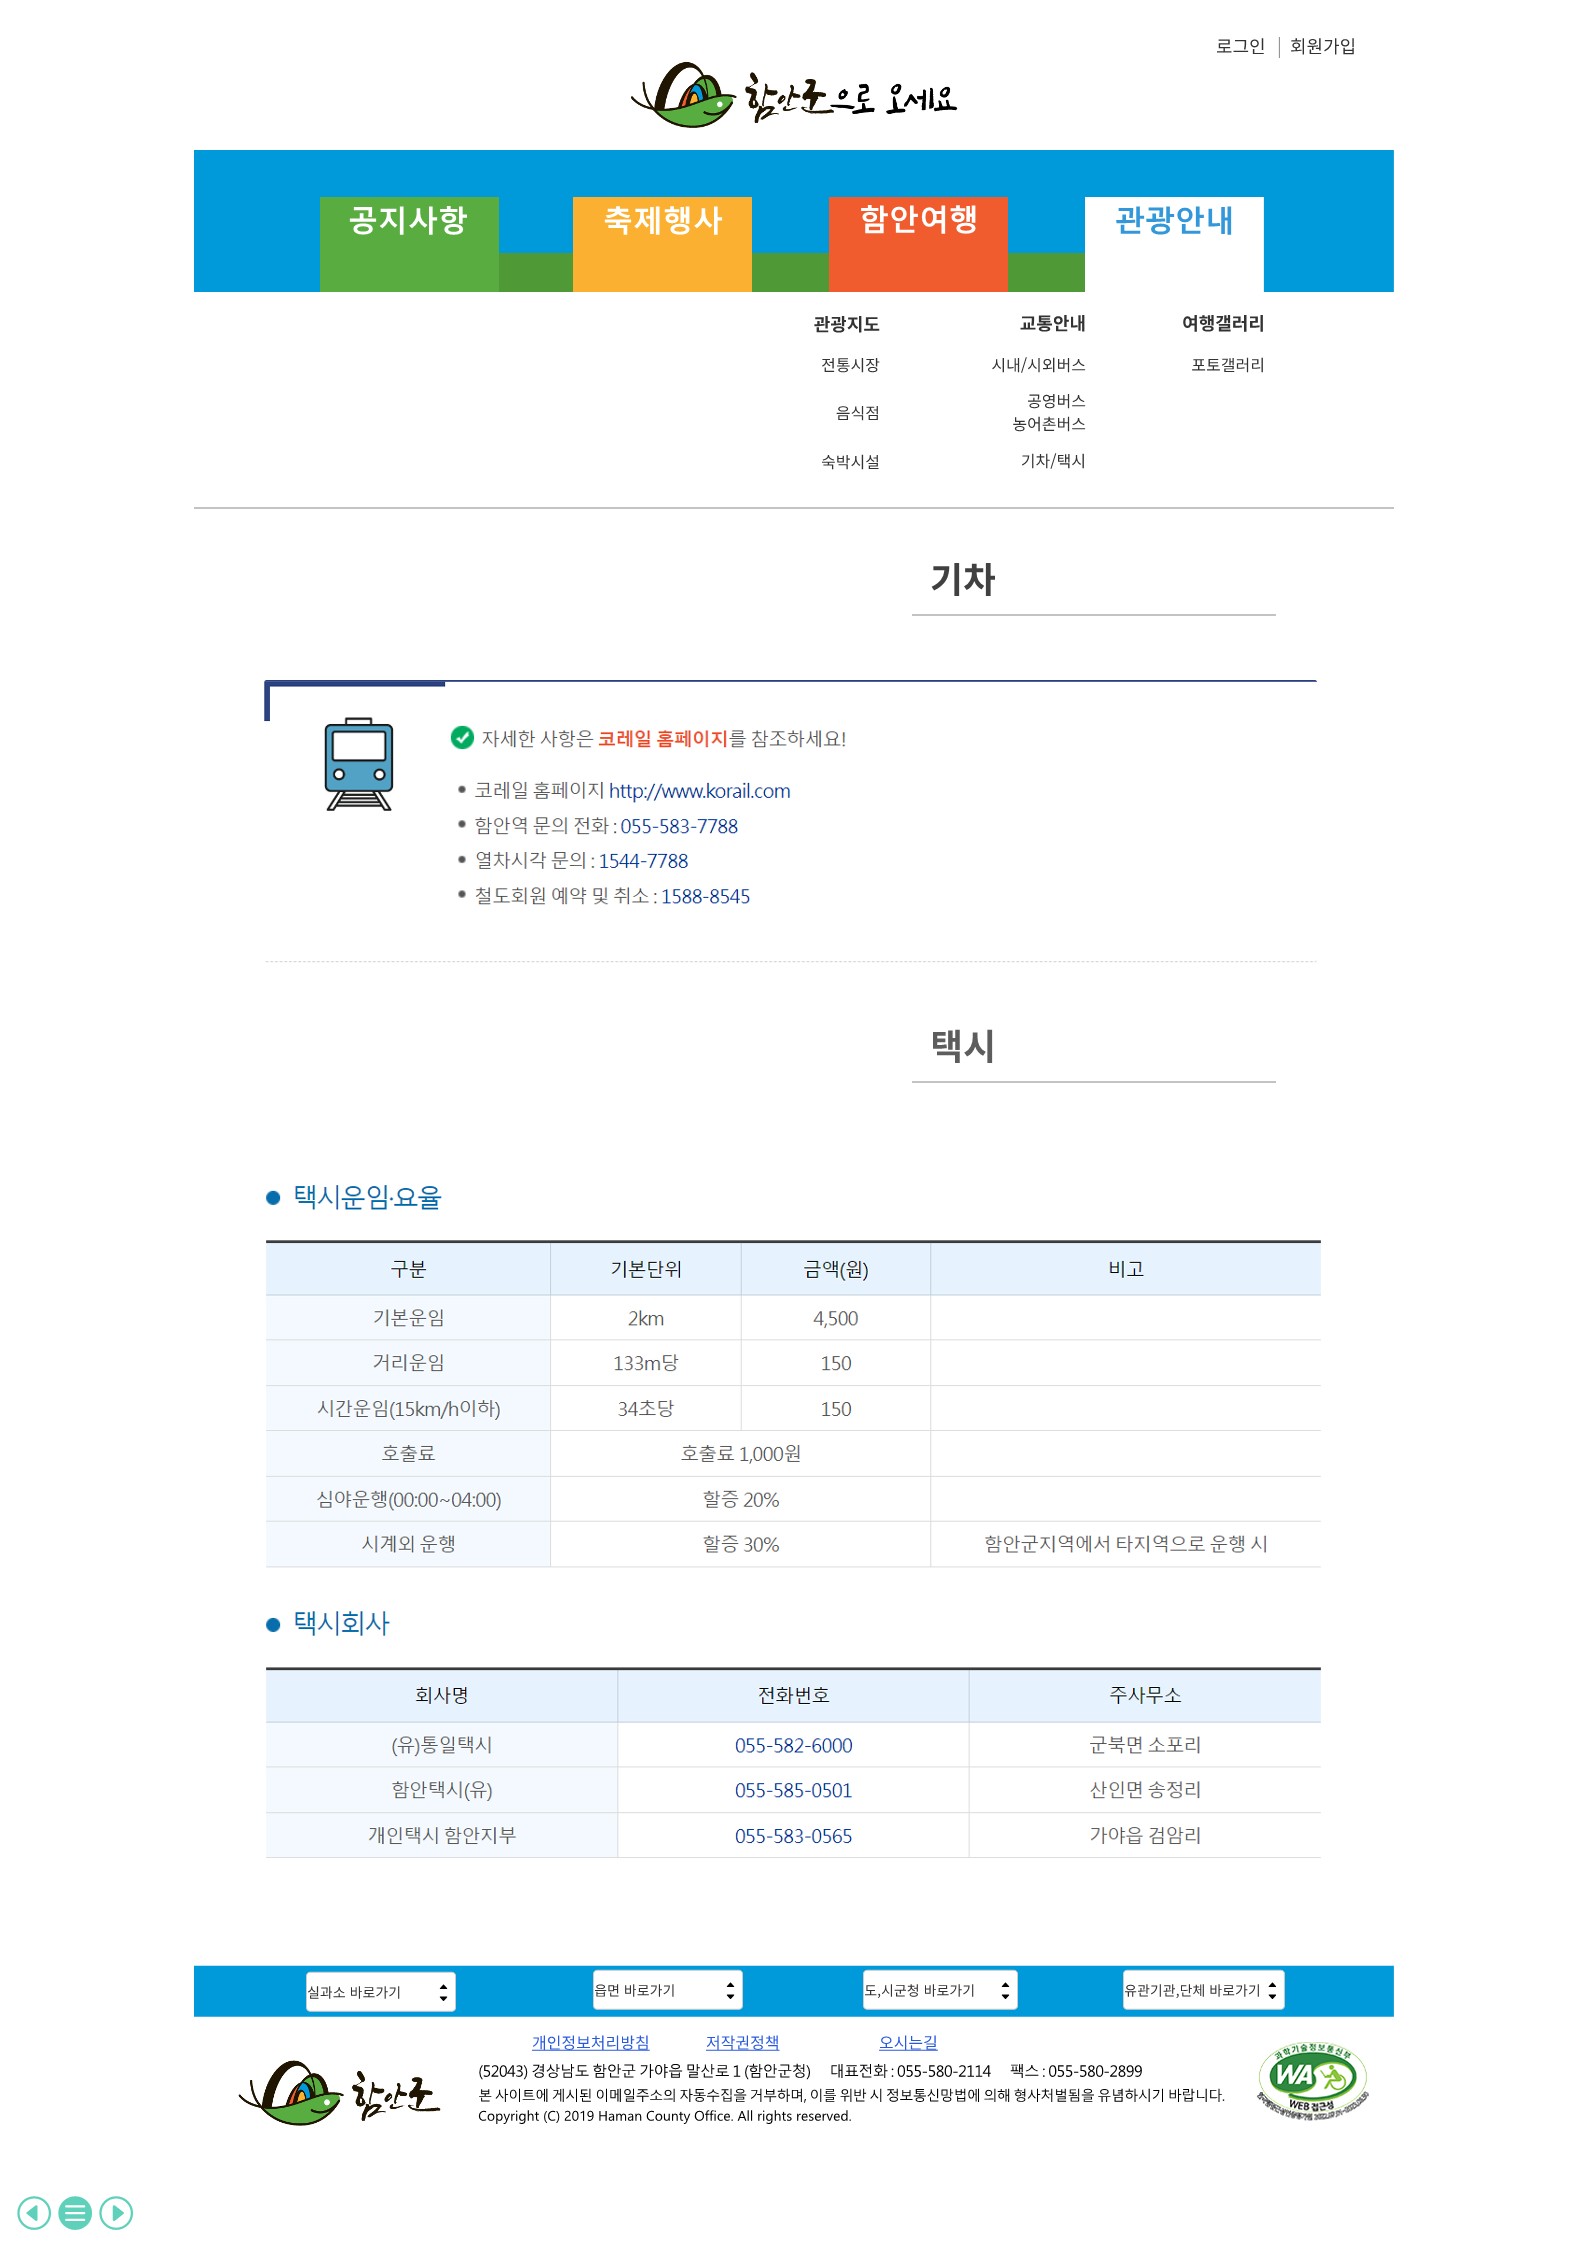 로그인 회원가입
함안군으로 오세요
공지사항 축제행사 함안여행 관광안내
관광지도 교통안내 여행갤러리
전통시장 시내/시외버스 포토갤러리
음식점 공영버스
농어촌버스
숙박시설 기차/택시
기차
자세한 사항은 코레일 홈페이지를 참조하세요!
코레일 홈페이지 http://www.korail.com
함안역 문의 전화 : 055-583-7788
열차시각 문의 : 1544-7788
철도회원 예약 및 취소 : 1588-8545
택시
택시운임·요율
구분 기본단위 금액(원) 비고
기본운임 2km 4,500
거리운임 133m당 150
시간운임(15km/h이하) 34초당 150
호출료 호출료 1,000원
심야운행(00:00~04:00) 할증 20%
시계외 운행 할증 30% 함안군지역에서 타지역으로 운행 시
택시회사
회사명 전화번호 주사무소
(유)통일택시 055-582-6000 군북면 소포리
함안택시(유) 055-585-0501 산인면 송정리
개인택시 함안지부 055-583-0565 가야읍 검암리
실과소 바로가기 읍면 바로가기 도,시군청 바로가기 유관기관,단체 바로가기
개인정보처리방침 저작권정책 오시는길
(52043) 경상남도 함안군 가야읍 말산로 1 (함안군청) 대표전화 : 055-580-2114 팩스 : 055-580-2899
함안군 본 사이트에 게시된 이메일주소의 자동수집을 거부하며, 이를 위반 시 정보통신망법에 의해 형사처벌됨을 유념하시기 바랍니다.
Copyright (C) 2019 Haman County Office. All rights reserved.
과학기술정보통신부
WA
WEB 접근성